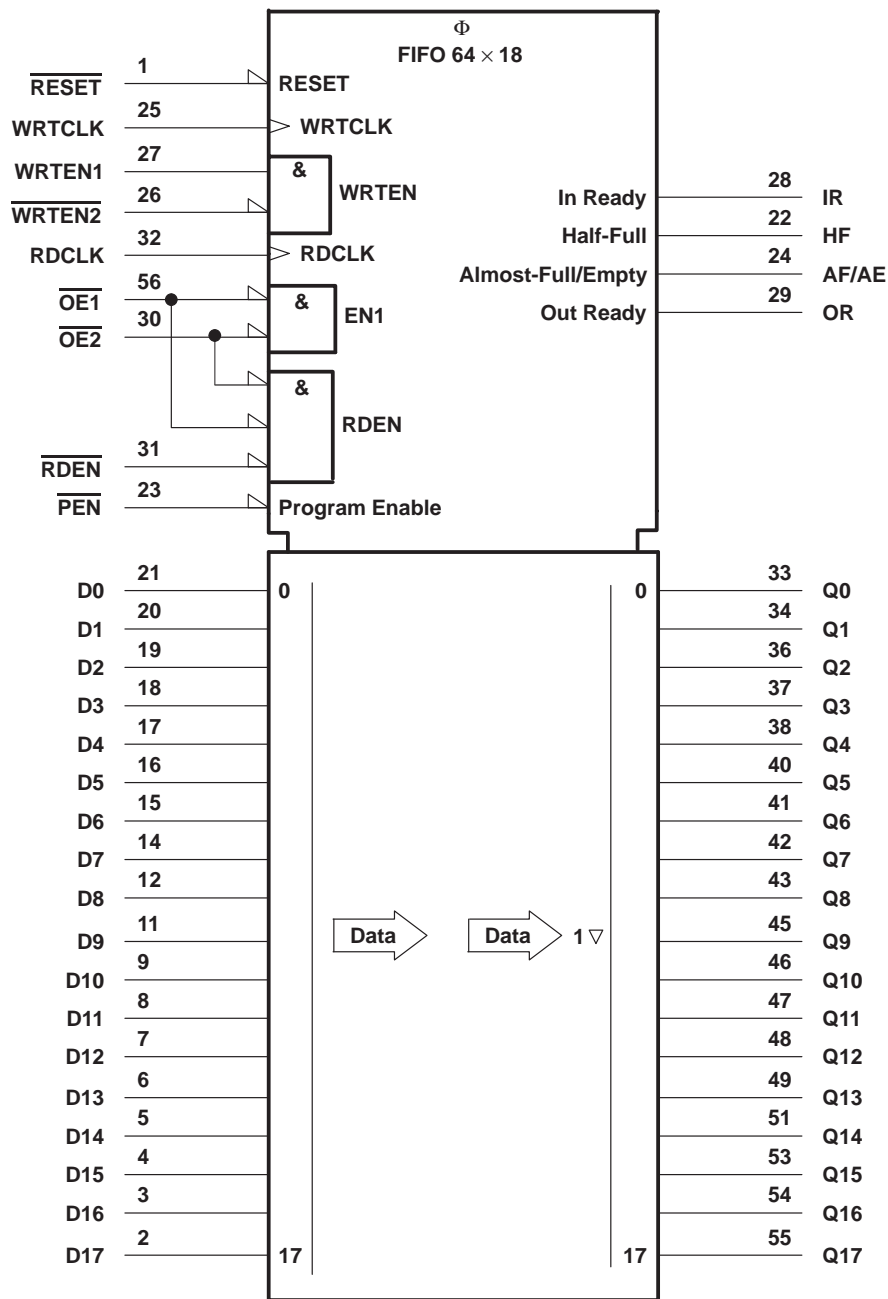 Φ
FIFO 64 × 18
RESET 1 RESET
WRTCLK 25 WRTCLK
WRTEN1 27 & WRTEN
WRTEN2 26
RDCLK 32 RDCLK
OE1 56 & EN1
OE2 30
& RDEN
RDEN 31
PEN 23 Program Enable
In Ready 28 IR
Half-Full 22 HF
Almost-Full/Empty 24 AF/AE
Out Ready 29 OR
D0 21 0 0 33 Q0
D1 20 34 Q1
D2 19 36 Q2
D3 18 37 Q3
D4 17 38 Q4
D5 16 40 Q5
D6 15 41 Q6
D7 14 42 Q7
D8 12 43 Q8
D9 11 Data Data 1 ▽ 45 Q9
D10 9 46 Q10
D11 8 47 Q11
D12 7 48 Q12
D13 6 49 Q13
D14 5 51 Q14
D15 4 53 Q15
D16 3 54 Q16
D17 2 17 17 55 Q17